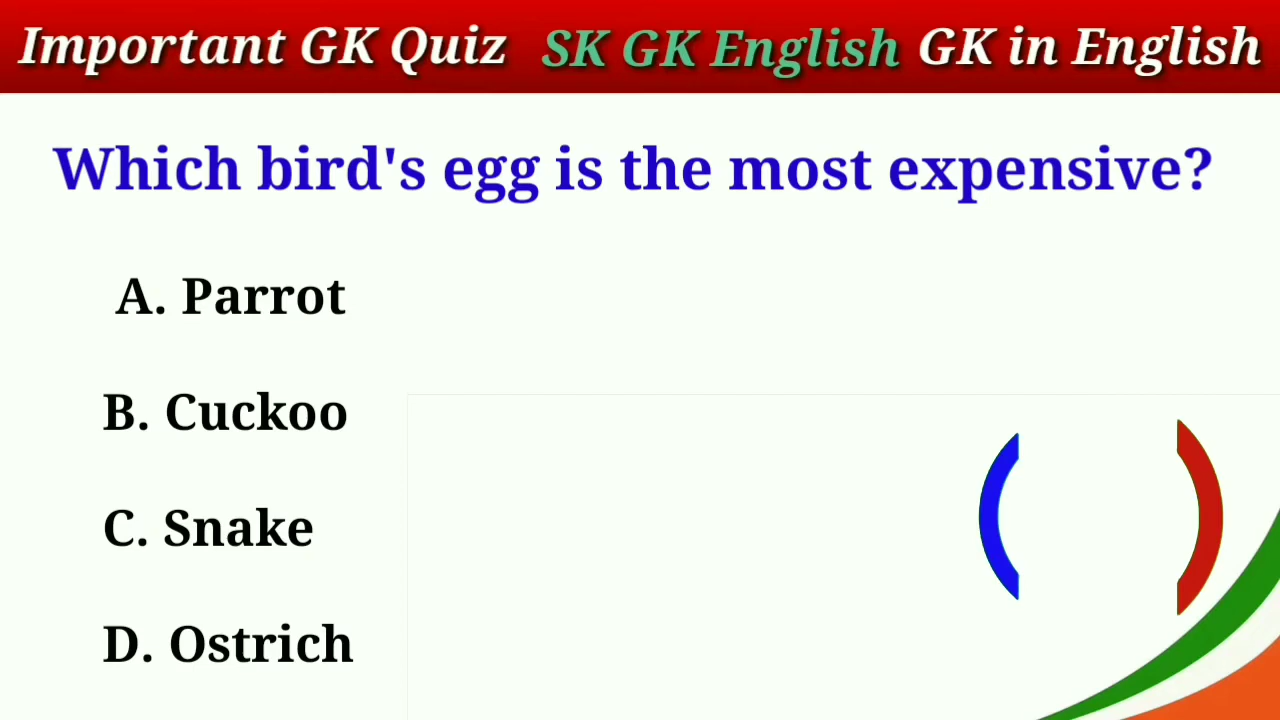 Important GK Quiz SK GK English GK in English
Which bird's egg is the most expensive?
A. Parrot
B. Cuckoo
C. Snake
D. Ostrich